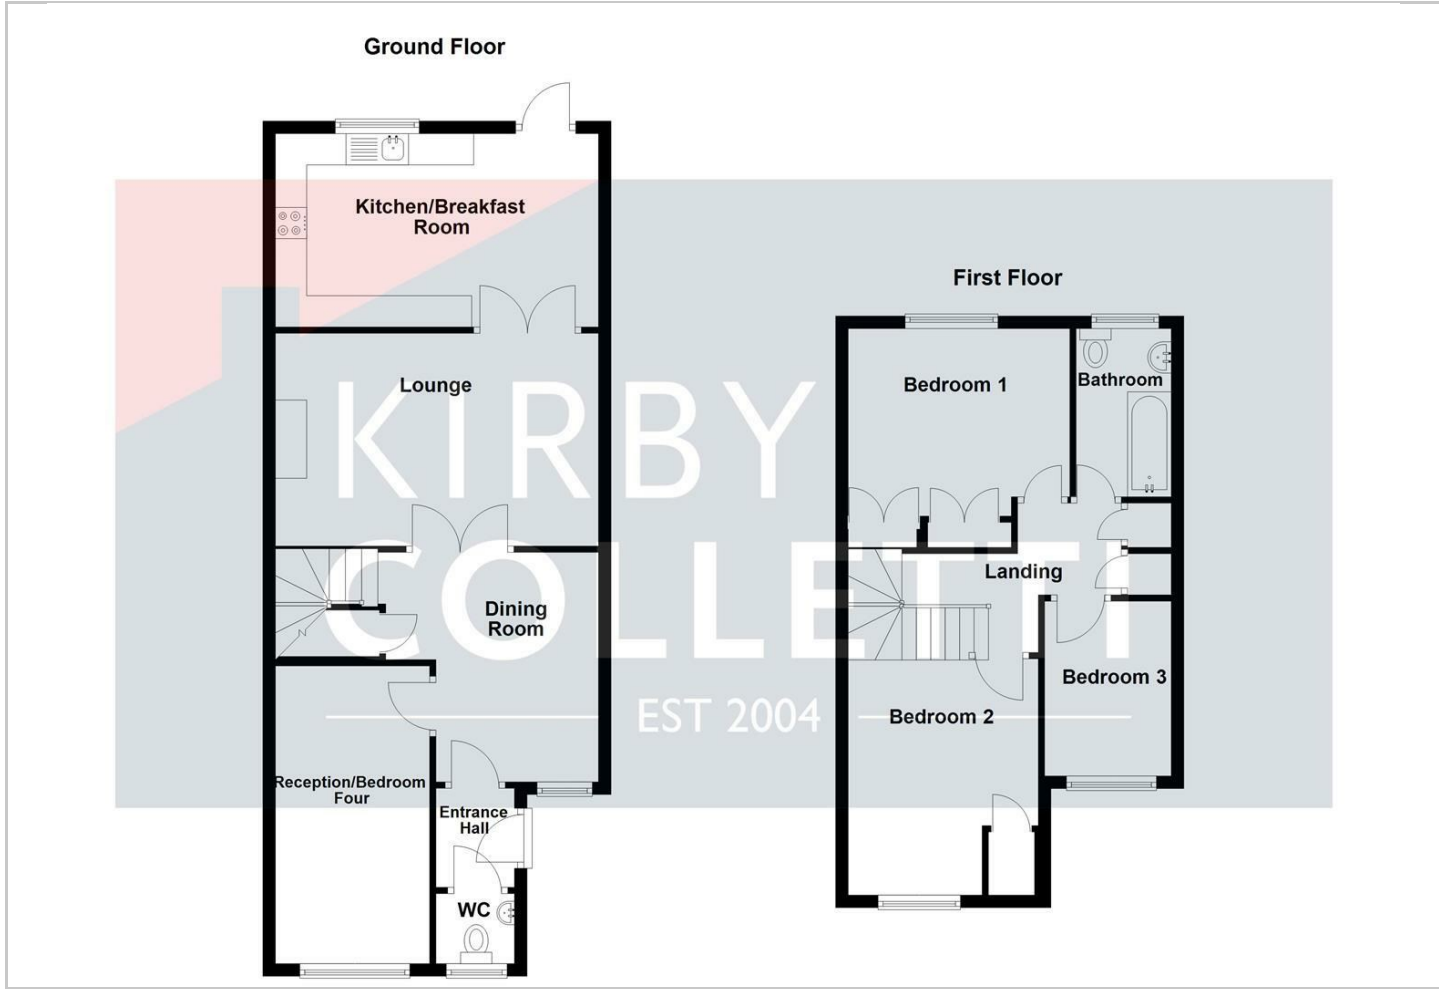 Ground Floor
Kitchen/Breakfast
Room
Lounge
Dining
Room
Reception/Bedroom
Four
Entrance
Hall
WC
First Floor
Bedroom 1
Bathroom
Landing
Bedroom 2
Bedroom 3
KIRBY
COLLETTI
EST 2004